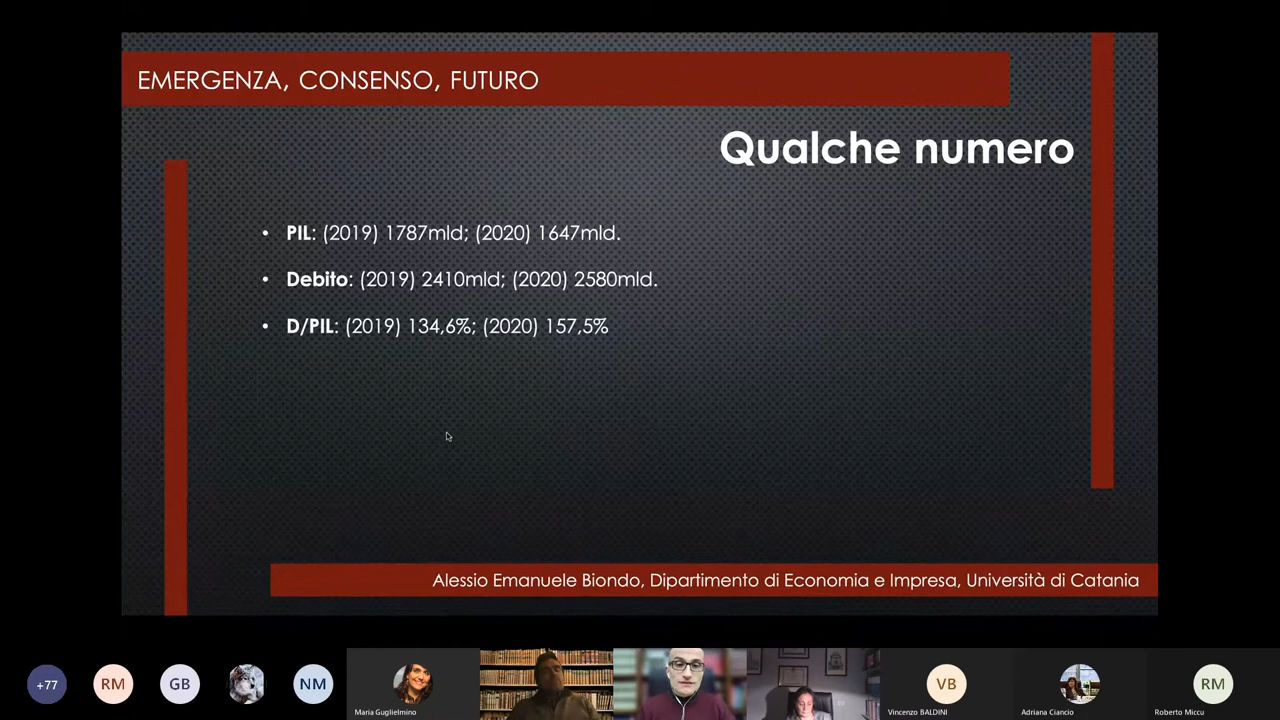 EMERGENZA, CONSENSO, FUTURO
Qualche numero
• PIL: (2019) 1787mld; (2020) 1647mld.
• Debito: (2019) 2410mld; (2020) 2580mld.
• D/PIL: (2019) 134,6%; (2020) 157,5%
Alessio Emanuele Biondo, Dipartimento di Economia e Impresa, Università di Catania
+77
RM
GB
NM
Maria Guglielmino
VB
Vincenzo BALDINI
Adriana Ciancio
RM
Roberto Miccu